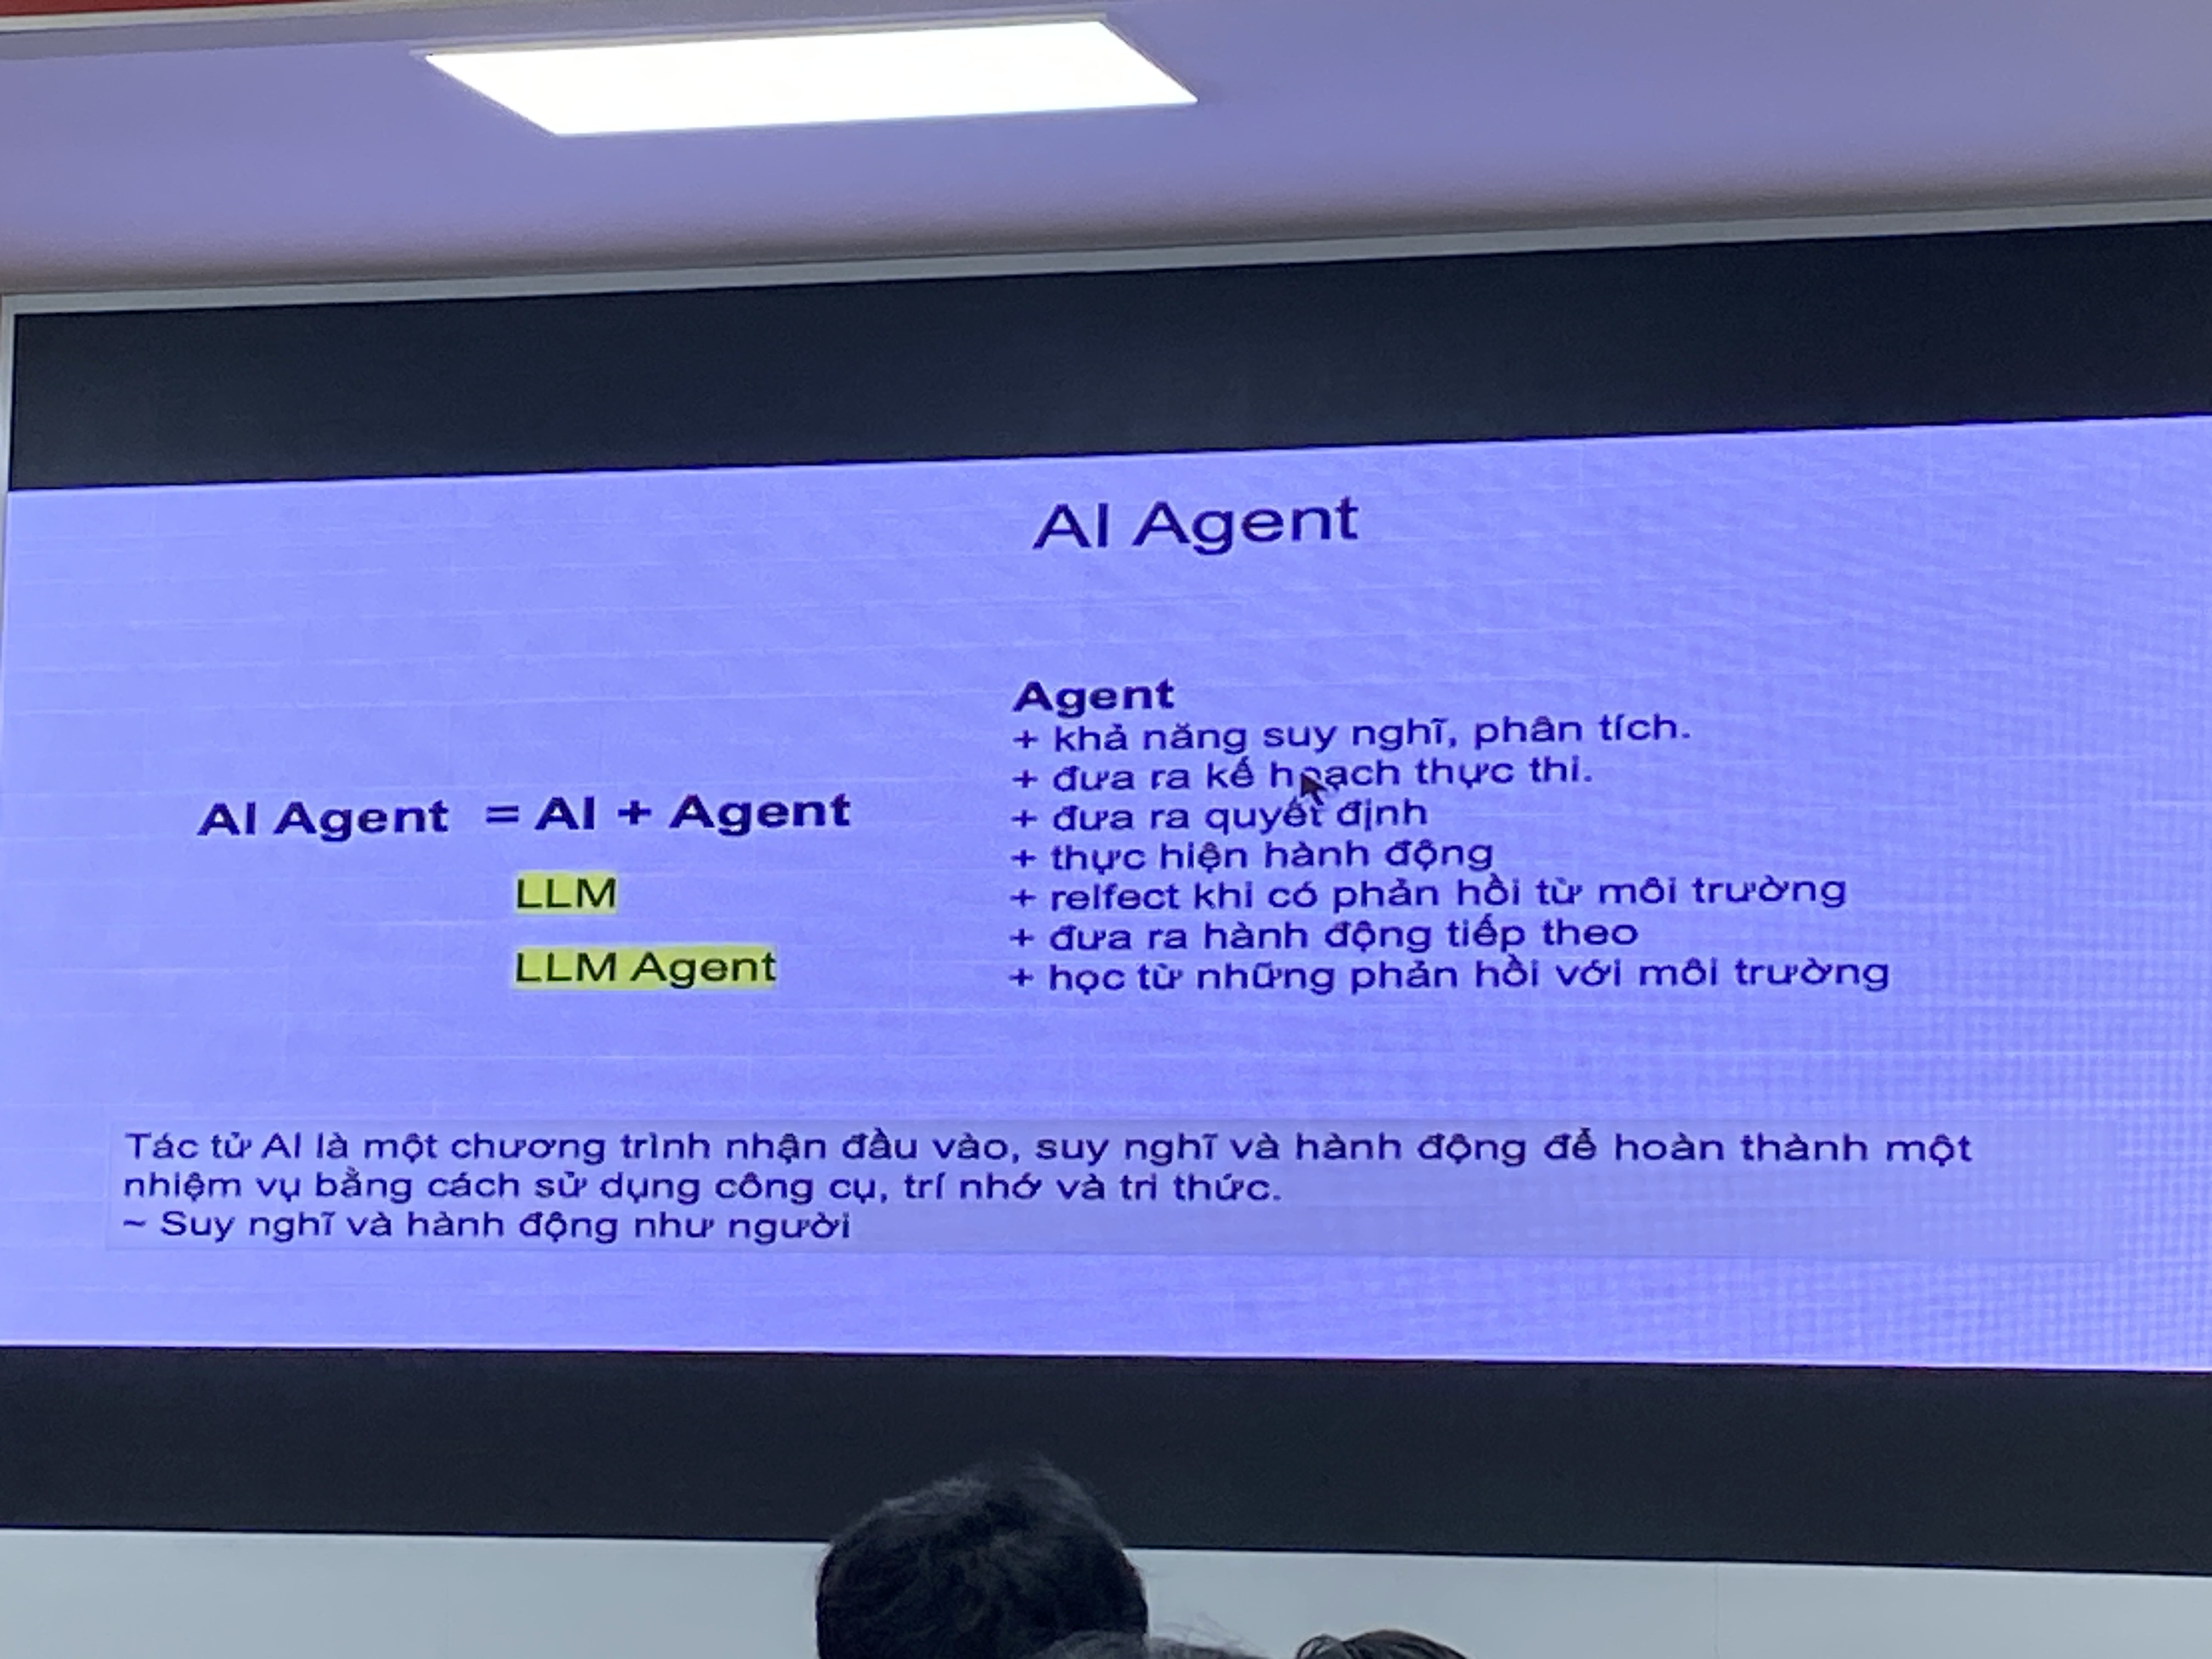 AI Agent
AI Agent = AI + Agent
LLM
LLM Agent
Agent
+ khả năng suy nghĩ, phân tích.
+ đưa ra kế hoạch thực thi.
+ đưa ra quyết định
+ thực hiện hành động
+ relfect khi có phản hồi từ môi trường
+ đưa ra hành động tiếp theo
+ học từ những phản hồi với môi trường
Tác tử AI là một chương trình nhận đầu vào, suy nghĩ và hành động để hoàn thành một
nhiệm vụ bằng cách sử dụng công cụ, trí nhớ và tri thức.
~ Suy nghĩ và hành động như người